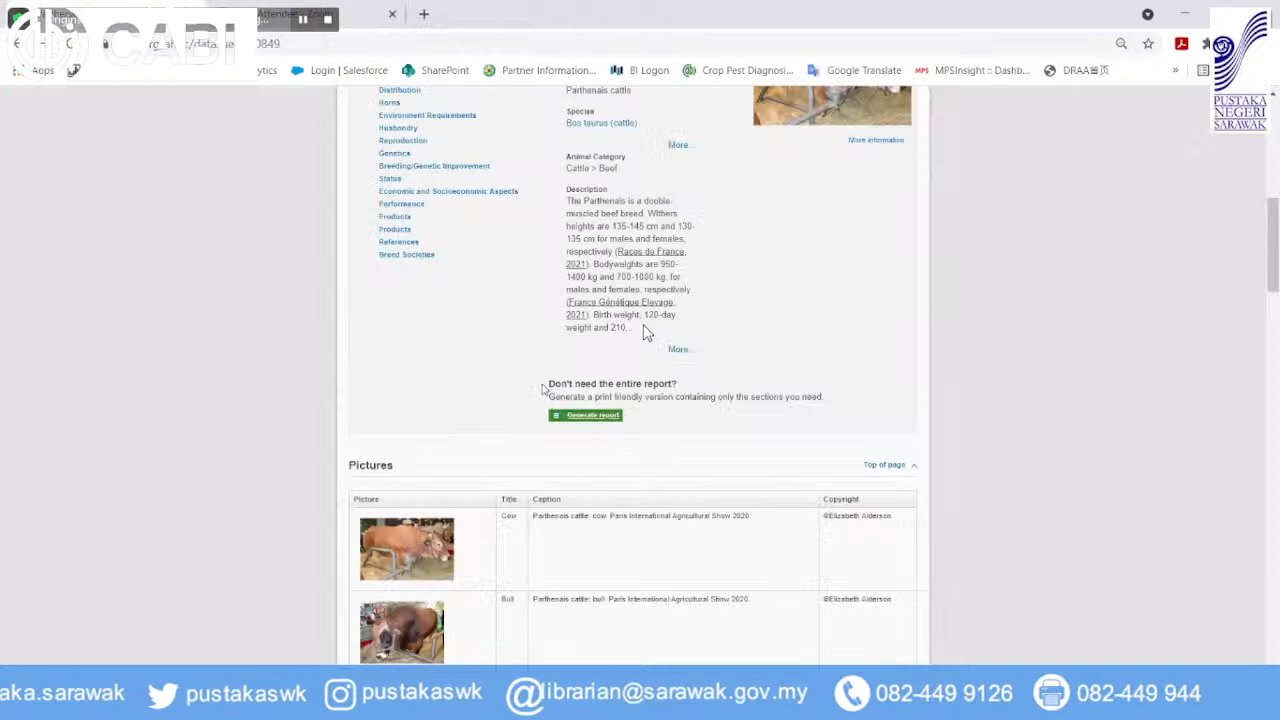 CABI
0849
Apps
Login | Salesforce
SharePoint
Partner Information...
BI Logon
Crop Pest Diagnosi...
Google Translate
MPS
MPSInsight :: Dashb...
»
PUSTAKA
NEGERI
SARAWAK
Distribution
Horns
Environment Requirements
Husbandry
Reproduction
Genetics
Breeding/Genetic Improvement
Status
Economic and Socioeconomic Aspects
Performance
Products
Products
References
Breed Societies
Parthenais cattle
Species
Bos taurus (cattle)
More...
Animal Category
Cattle > Beef
Description
The Parthenais is a double-
muscled beef breed. Withers
heights are 135-145 cm and 130-
135 cm for males and females,
respectively (Races de France,
2021). Bodyweights are 950-
1400 kg and 700-1000 kg, for
males and females, respectively
(France Génétique Elevage,
2021). Birth weight, 120-day
weight and 210...
More...
More information
Don't need the entire report?
Generate a print friendly version containing only the sections you need.
Generate report
Pictures
Top of page
Picture Title Caption Copyright
Cow Parthenais cattle; cow. Paris International Agricultural Show 2020. ©Elizabeth Alderson
Bull Parthenais cattle; bull. Paris International Agricultural Show 2020. ©Elizabeth Alderson
aka.sarawak pustakaswk pustakaswk @librarian@sarawak.gov.my 082-449 9126 082-449 944